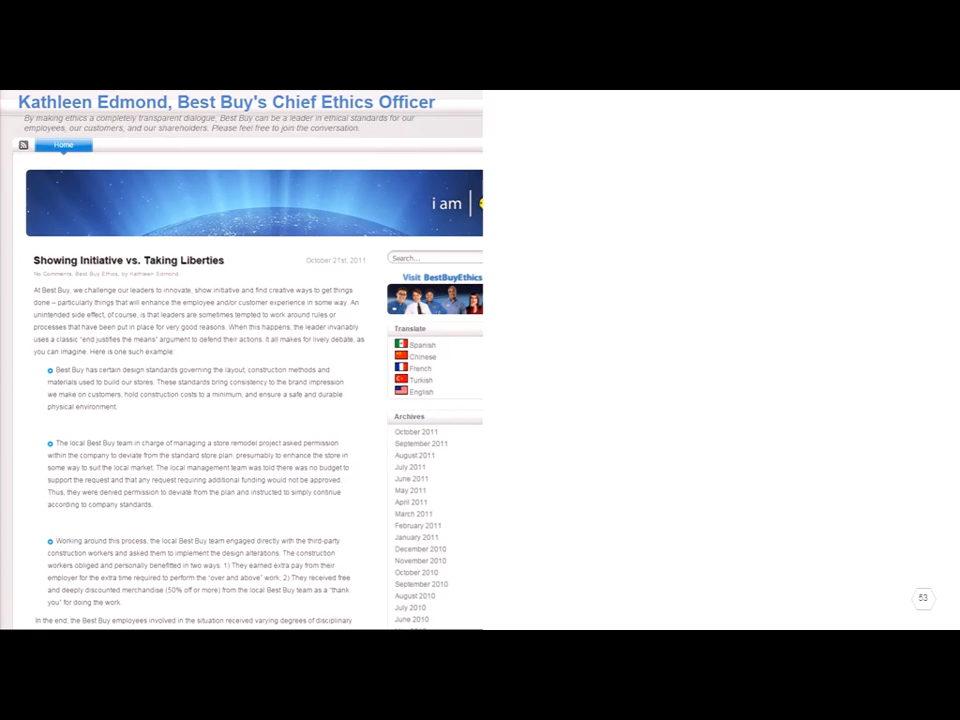 Kathleen Edmond, Best Buy's Chief Ethics Officer
By making ethics a completely transparent dialogue, Best Buy can be a leader in ethical standards for our
employees, our customers, and our shareholders. Please feel free to join the conversation.
Home
i am
Showing Initiative vs. Taking Liberties
October 21st, 2011
No Comments, Best Buy Ethics, by Kathleen Edmond
At Best Buy, we challenge our leaders to innovate, show initiative and find creative ways to get things
done – particularly things that will enhance the employee and/or customer experience in some way. An
unintended side effect, of course, is that leaders are sometimes tempted to work around rules or
processes that have been put in place for very good reasons. When this happens, the leader invariably
uses a classic "end justifies the means" argument to defend their actions. It all makes for lively debate, as
you can imagine. Here is one such example:
Best Buy has certain design standards governing the layout, construction methods and
materials used to build our stores. These standards bring consistency to the brand impression
we make on customers, hold construction costs to a minimum, and ensure a safe and durable
physical environment.
The local Best Buy team in charge of managing a store remodel project asked permission
within the company to deviate from the standard store plan, presumably to enhance the store in
some way to suit the local market. The local management team was told there was no budget to
support the request and that any request requiring additional funding would not be approved.
Thus, they were denied permission to deviate from the plan and instructed to simply continue
according to company standards.
Working around this process, the local Best Buy team engaged directly with the third-party
construction workers and asked them to implement the design alterations. The construction
workers obliged and personally benefitted in two ways: 1) They earned extra pay from their
employer for the extra time required to perform the "over and above" work; 2) They received free
and deeply discounted merchandise (50% off or more) from the local Best Buy team as a "thank
you" for doing the work.
In the end, the Best Buy employees involved in the situation received varying degrees of disciplinary
Search...
Visit BestBuyEthics
Translate
Spanish
Chinese
French
Turkish
English
Archives
October 2011
September 2011
August 2011
July 2011
June 2011
May 2011
April 2011
March 2011
February 2011
January 2011
December 2010
November 2010
October 2010
September 2010
August 2010
July 2010
June 2010
53